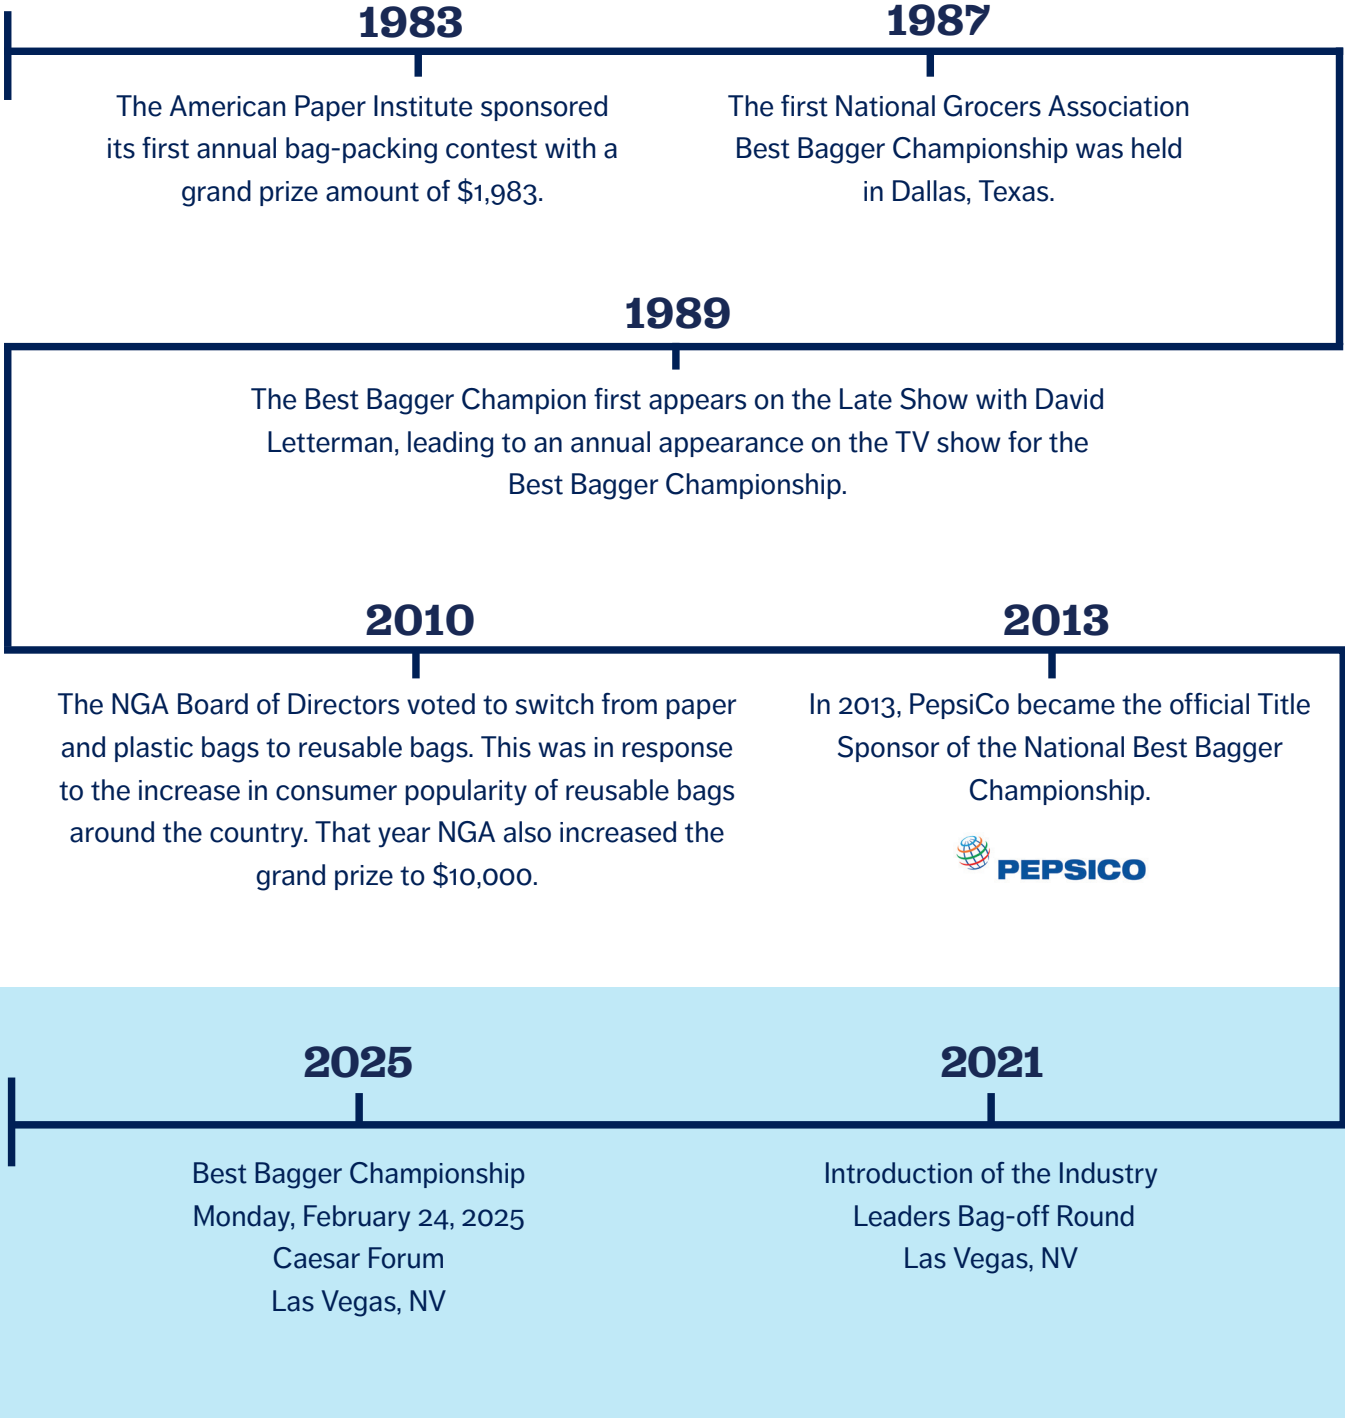 1983
The American Paper Institute sponsored
its first annual bag-packing contest with a
grand prize amount of $1,983.
1987
The first National Grocers Association
Best Bagger Championship was held
in Dallas, Texas.
1989
The Best Bagger Champion first appears on the Late Show with David
Letterman, leading to an annual appearance on the TV show for the
Best Bagger Championship.
2010
The NGA Board of Directors voted to switch from paper
and plastic bags to reusable bags. This was in response
to the increase in consumer popularity of reusable bags
around the country. That year NGA also increased the
grand prize to $10,000.
2013
In 2013, PepsiCo became the official Title
Sponsor of the National Best Bagger
Championship.
PEPSICO
2025
Best Bagger Championship
Monday, February 24, 2025
Caesar Forum
Las Vegas, NV
2021
Introduction of the Industry
Leaders Bag-off Round
Las Vegas, NV